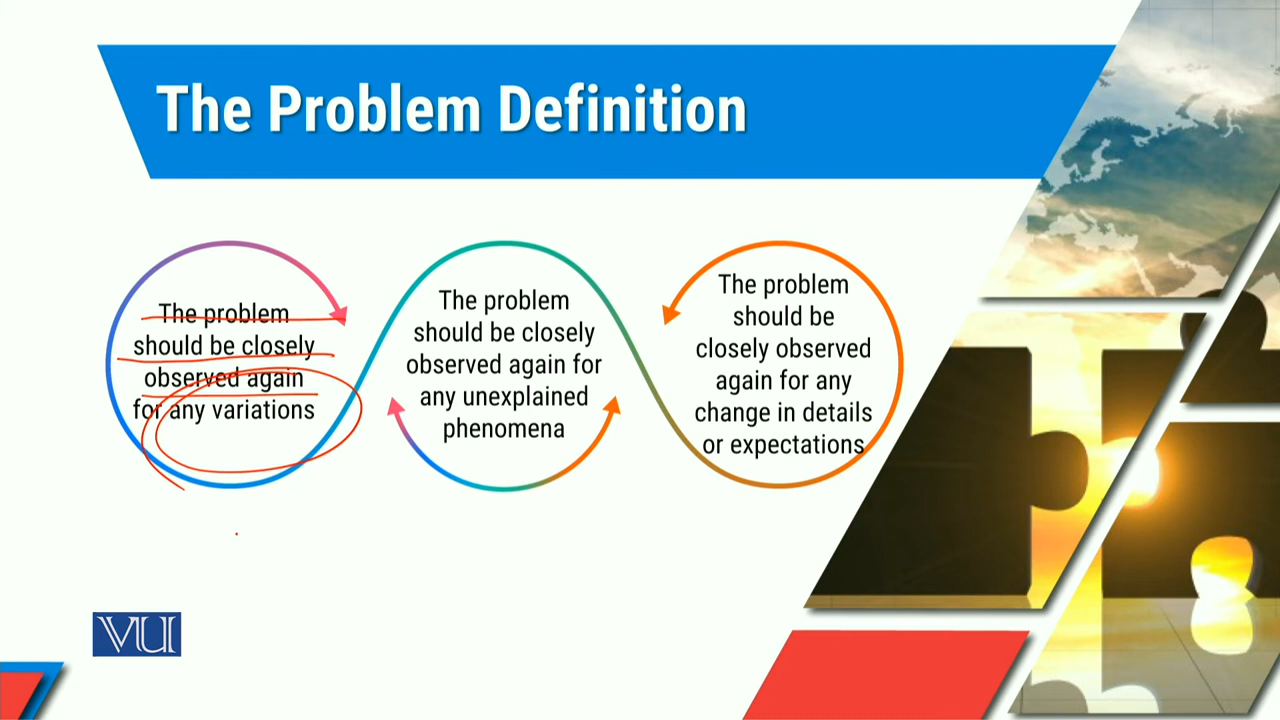 The Problem Definition
The problem
should be closely
observed again
for any variations
The problem
should be closely
observed again for
any unexplained
phenomena
The problem
should be
closely observed
again for any
change in details
or expectations
VU